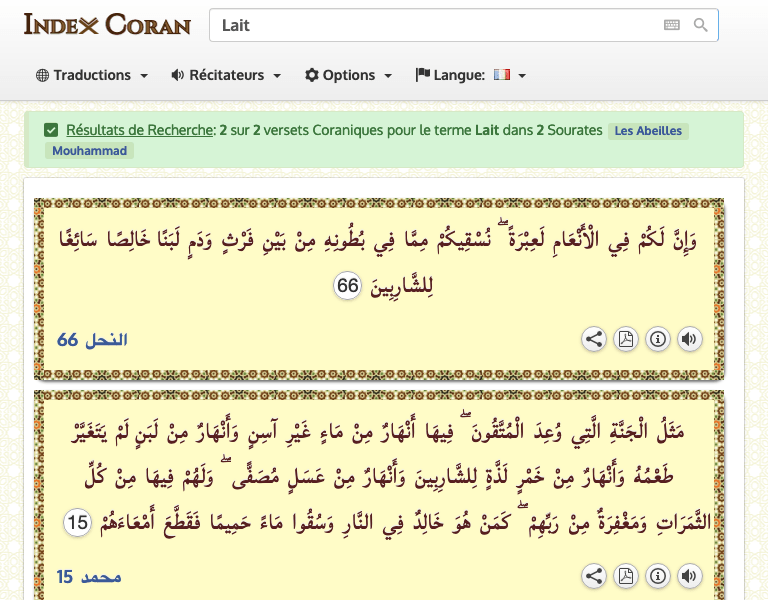 INDEX CORAN
Lait
Traductions Récitateurs Options Langue:
Résultats de Recherche: 2 sur 2 versets Coraniques pour le terme Lait dans 2 Sourates Les Abeilles
Mouhammad
وَإِنَّ لَكُمْ فِي الْأَنْعَامِ لَعِبْرَةً ۖ نُسْقِيكُمْ مِمَّا فِي بُطُونِهِ مِنْ بَيْنِ فَرْثٍ وَدَمٍ لَبَنًا خَالِصًا سَائِغًا
لِلشَّارِبِينَ 66
النحل 66
مَثَلُ الْجَنَّةِ الَّتِي وُعِدَ الْمُتَّقُونَ ۖ فِيهَا أَنْهَارٌ مِنْ مَاءٍ غَيْرِ آسِنٍ وَأَنْهَارٌ مِنْ لَبَنٍ لَمْ يَتَغَيَّرْ
طَعْمُهُ وَأَنْهَارٌ مِنْ خَمْرٍ لَذَّةٍ لِلشَّارِبِينَ وَأَنْهَارٌ مِنْ عَسَلٍ مُصَفًّى ۖ وَلَهُمْ فِيهَا مِنْ كُلِّ
الثَّمَرَاتِ وَمَغْفِرَةٌ مِنْ رَبِّهِمْ ۖ كَمَنْ هُوَ خَالِدٌ فِي النَّارِ وَسُقُوا مَاءً حَمِيمًا فَقَطَّعَ أَمْعَاءَهُمْ 15
محمد 15